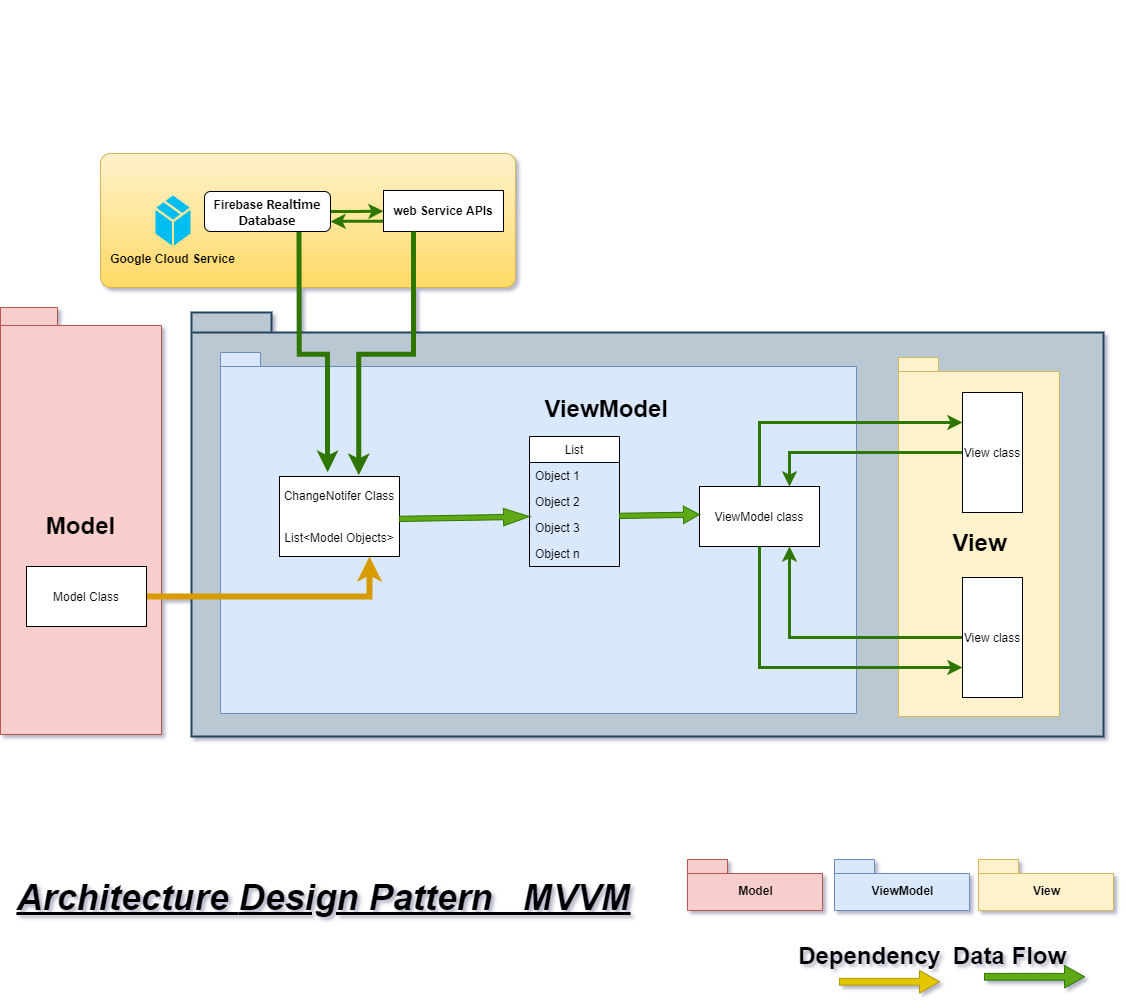 Firebase Realtime
Database
web Service APIs
Google Cloud Service
ViewModel
List
Object 1
Object 2
Object 3
Object n
ChangeNotifer Class
List<Model Objects>
ViewModel class
View class
View
View class
Model
Model Class
Architecture Design Pattern MVVM
Model
ViewModel
View
Dependency
Data Flow